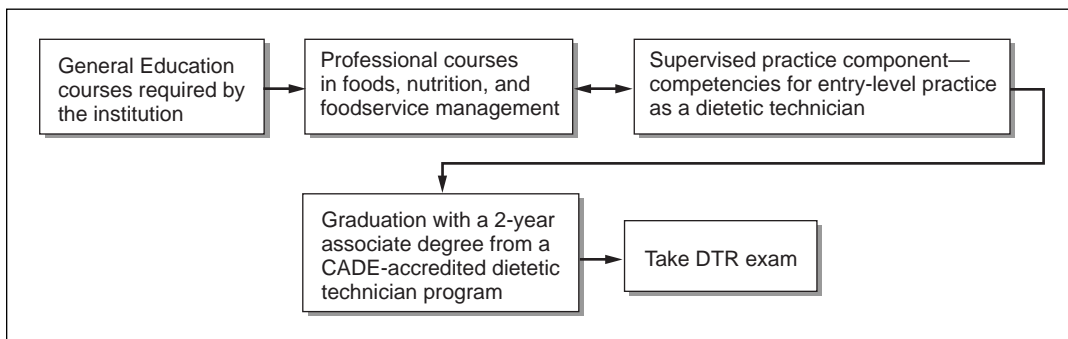 General Education
courses required by
the institution
Professional courses
in foods, nutrition, and
foodservice management
Supervised practice component—
competencies for entry-level practice
as a dietetic technician
Graduation with a 2-year
associate degree from a
CADE-accredited dietetic
technician program
Take DTR exam